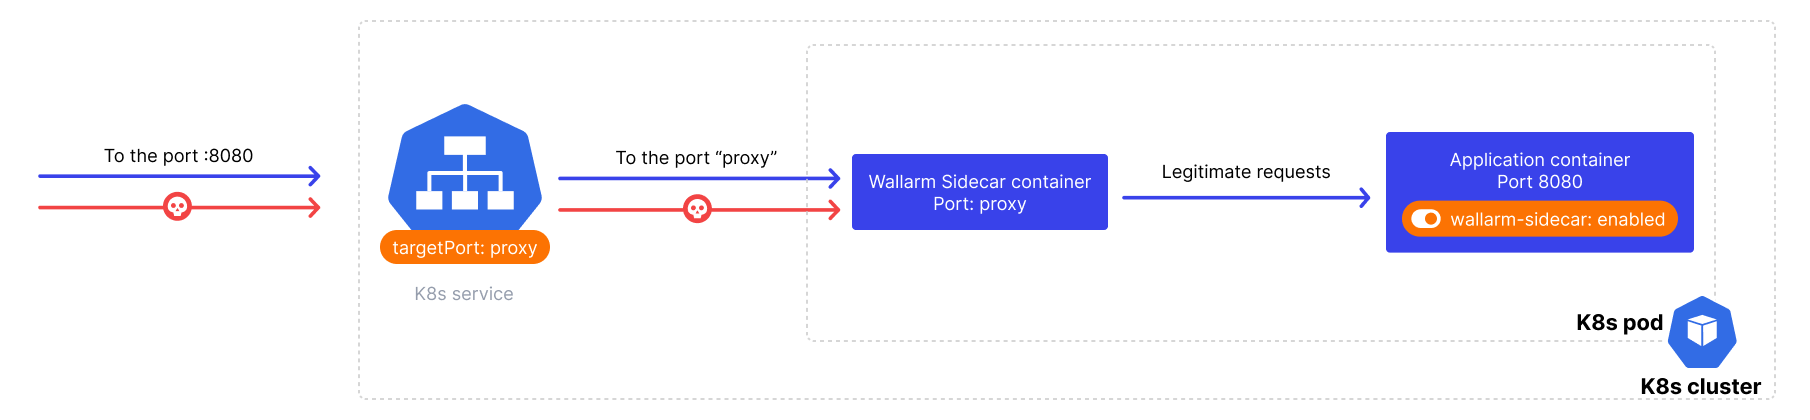 To the port :8080
targetPort: proxy
K8s service
To the port “proxy”
Wallarm Sidecar container
Port: proxy
Legitimate requests
Application container
Port 8080
wallarm-sidecar: enabled
K8s pod
K8s cluster